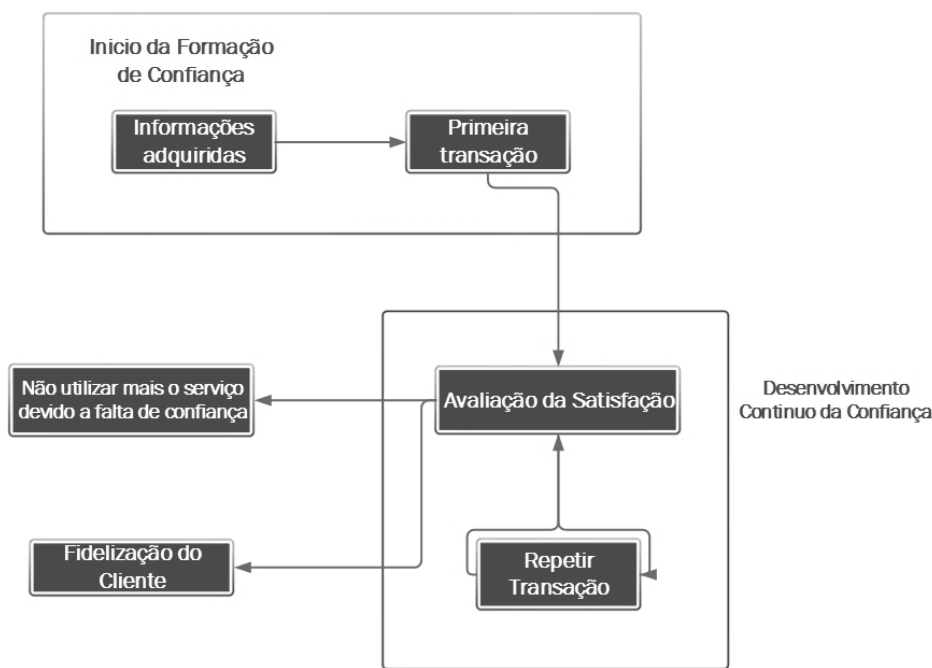 Inicio da Formação
de Confiança
Informações
adquiridas
Primeira
transação
Não utilizar mais o serviço
devido a falta de confiança
Avaliação da Satisfação
Desenvolvimento
Continuo da Confiança
Fidelização do
Cliente
Repetir
Transação